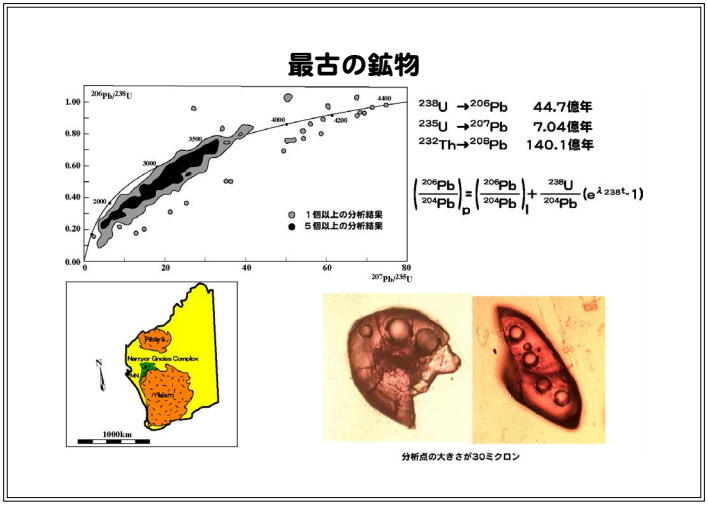 最古の鉱物
²⁰⁶Pb/²³⁸U
1.00
0.80
0.60
0.40
0.20
0.00
0
20
40
60
80
²⁰⁷Pb/²³⁵U
2000
3000
3500
4000
4200
4400
1個以上の分析結果
5個以上の分析結果
²³⁸U →²⁰⁶Pb 44.7億年
²³⁵U →²⁰⁷Pb 7.04億年
²³²Th→²⁰⁸Pb 140.1億年
(²⁰⁶Pb/²⁰⁴Pb)p=(²⁰⁶Pb/²⁰⁴Pb)I+²³⁸U/²⁰⁴Pb(e^λ238t-1)
Pilbara
Narryer Gneiss Complex
N
MN
Yilgarn
1000km
分析点の大きさが30ミクロン